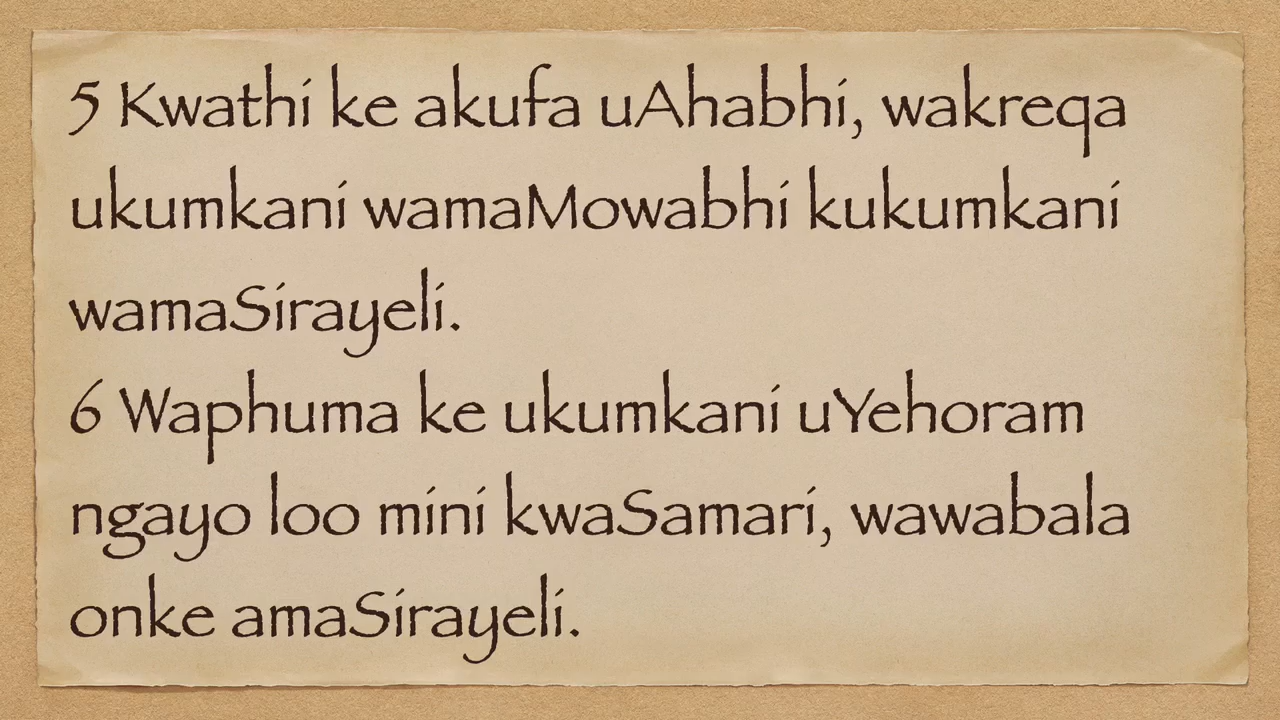 5 Kwathi ke akufa uAhabhi, wakreqa
ukumkani wamaMowabhi kukumkani
wamaSirayeli.
6 Waphuma ke ukumkani uYehoram
ngayo loo mini kwaSamari, wawabala
onke amaSirayeli.